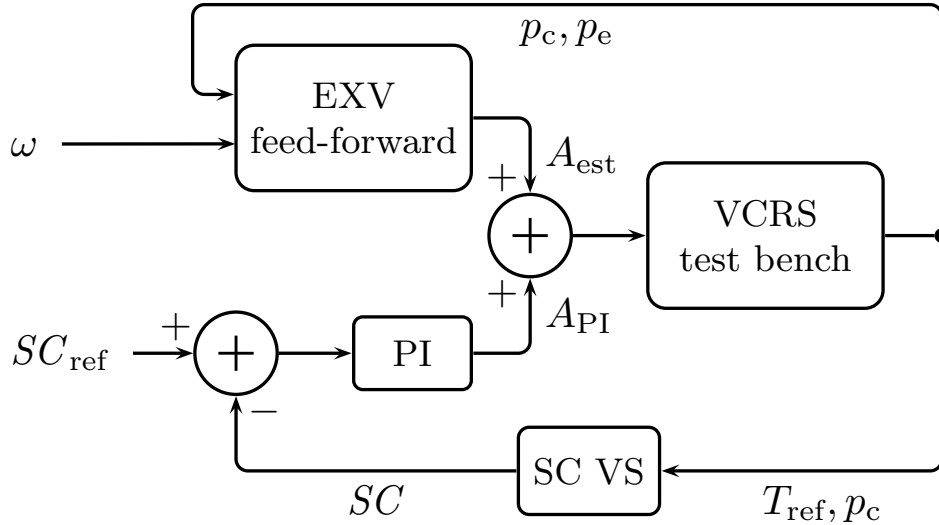 p_c, p_e
EXV
feed-forward
ω
A_est
+
+
VCRS
test bench
+
A_PI
SC_ref
+
+
PI
−
SC VS
SC
T_ref, p_c